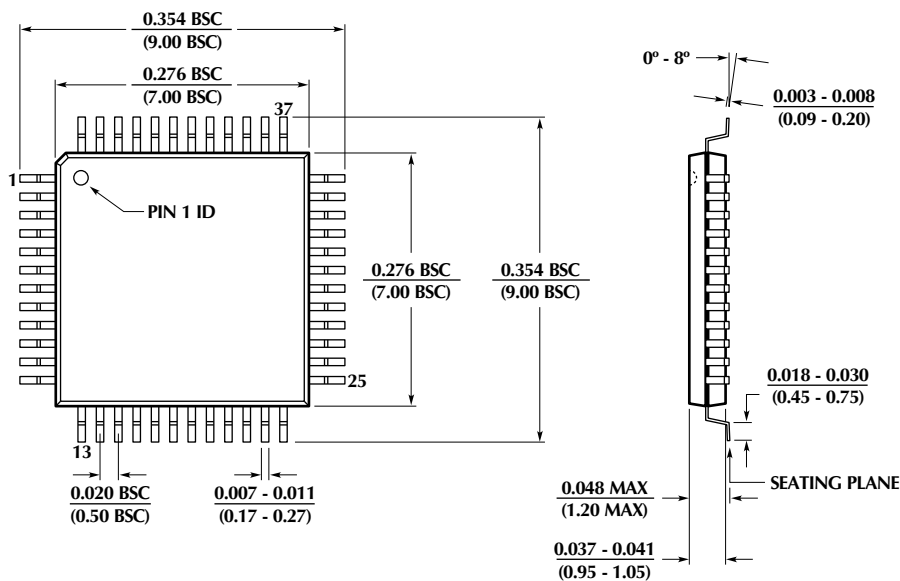 0.354 BSC
(9.00 BSC)
0.276 BSC
(7.00 BSC)
37
1
PIN 1 ID
0.276 BSC
(7.00 BSC)
0.354 BSC
(9.00 BSC)
25
13
0.020 BSC
(0.50 BSC)
0.007 - 0.011
(0.17 - 0.27)
0º - 8º
0.003 - 0.008
(0.09 - 0.20)
0.018 - 0.030
(0.45 - 0.75)
SEATING PLANE
0.048 MAX
(1.20 MAX)
0.037 - 0.041
(0.95 - 1.05)